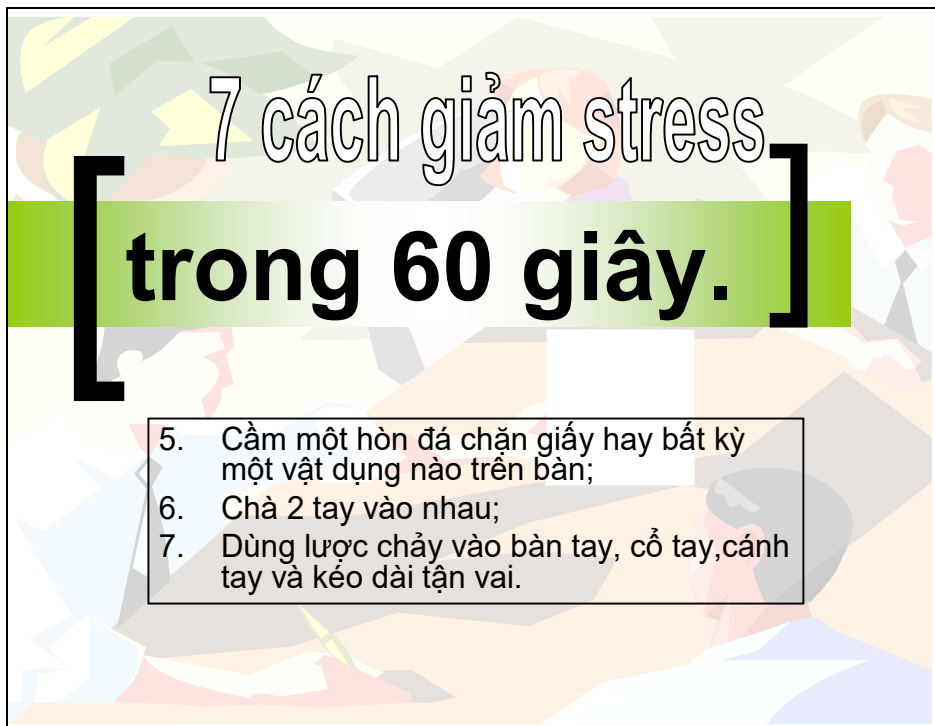 7 cách giảm stress
trong 60 giây.
5. Cầm một hòn đá chặn giấy hay bất kỳ
một vật dụng nào trên bàn;
6. Chà 2 tay vào nhau;
7. Dùng lược chảy vào bàn tay, cổ tay,cánh
tay và kéo dài tận vai.